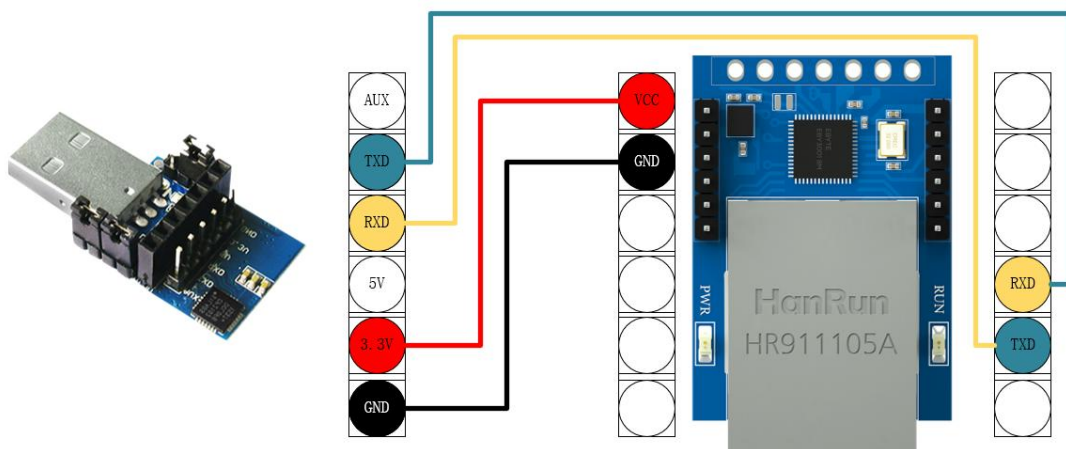 AUX
TXD
RXD
5V
3.3V
GND
VCC
GND
PWR
RUN
HanRun
HR911105A
RXD
TXD